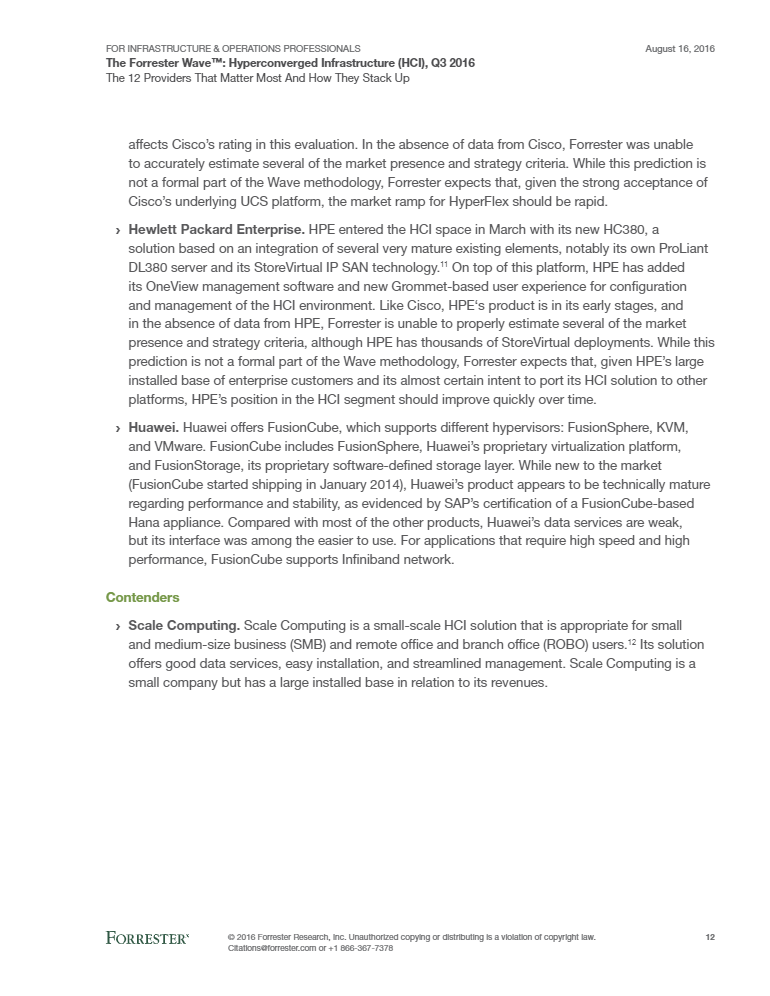 FOR INFRASTRUCTURE & OPERATIONS PROFESSIONALS
August 16, 2016
The Forrester Wave™: Hyperconverged Infrastructure (HCI), Q3 2016
The 12 Providers That Matter Most And How They Stack Up
affects Cisco's rating in this evaluation. In the absence of data from Cisco, Forrester was unable
to accurately estimate several of the market presence and strategy criteria. While this prediction is
not a formal part of the Wave methodology, Forrester expects that, given the strong acceptance of
Cisco's underlying UCS platform, the market ramp for HyperFlex should be rapid.
› Hewlett Packard Enterprise. HPE entered the HCI space in March with its new HC380, a
solution based on an integration of several very mature existing elements, notably its own ProLiant
DL380 server and its StoreVirtual IP SAN technology.¹¹ On top of this platform, HPE has added
its OneView management software and new Grommet-based user experience for configuration
and management of the HCI environment. Like Cisco, HPE‘s product is in its early stages, and
in the absence of data from HPE, Forrester is unable to properly estimate several of the market
presence and strategy criteria, although HPE has thousands of StoreVirtual deployments. While this
prediction is not a formal part of the Wave methodology, Forrester expects that, given HPE's large
installed base of enterprise customers and its almost certain intent to port its HCI solution to other
platforms, HPE's position in the HCI segment should improve quickly over time.
› Huawei. Huawei offers FusionCube, which supports different hypervisors: FusionSphere, KVM,
and VMware. FusionCube includes FusionSphere, Huawei's proprietary virtualization platform,
and FusionStorage, its proprietary software-defined storage layer. While new to the market
(FusionCube started shipping in January 2014), Huawei's product appears to be technically mature
regarding performance and stability, as evidenced by SAP's certification of a FusionCube-based
Hana appliance. Compared with most of the other products, Huawei's data services are weak,
but its interface was among the easier to use. For applications that require high speed and high
performance, FusionCube supports Infiniband network.
Contenders
› Scale Computing. Scale Computing is a small-scale HCI solution that is appropriate for small
and medium-size business (SMB) and remote office and branch office (ROBO) users.¹² Its solution
offers good data services, easy installation, and streamlined management. Scale Computing is a
small company but has a large installed base in relation to its revenues.
FORRESTER
© 2016 Forrester Research, Inc. Unauthorized copying or distributing is a violation of copyright law.
Citations@forrester.com or +1 866-367-7378
12